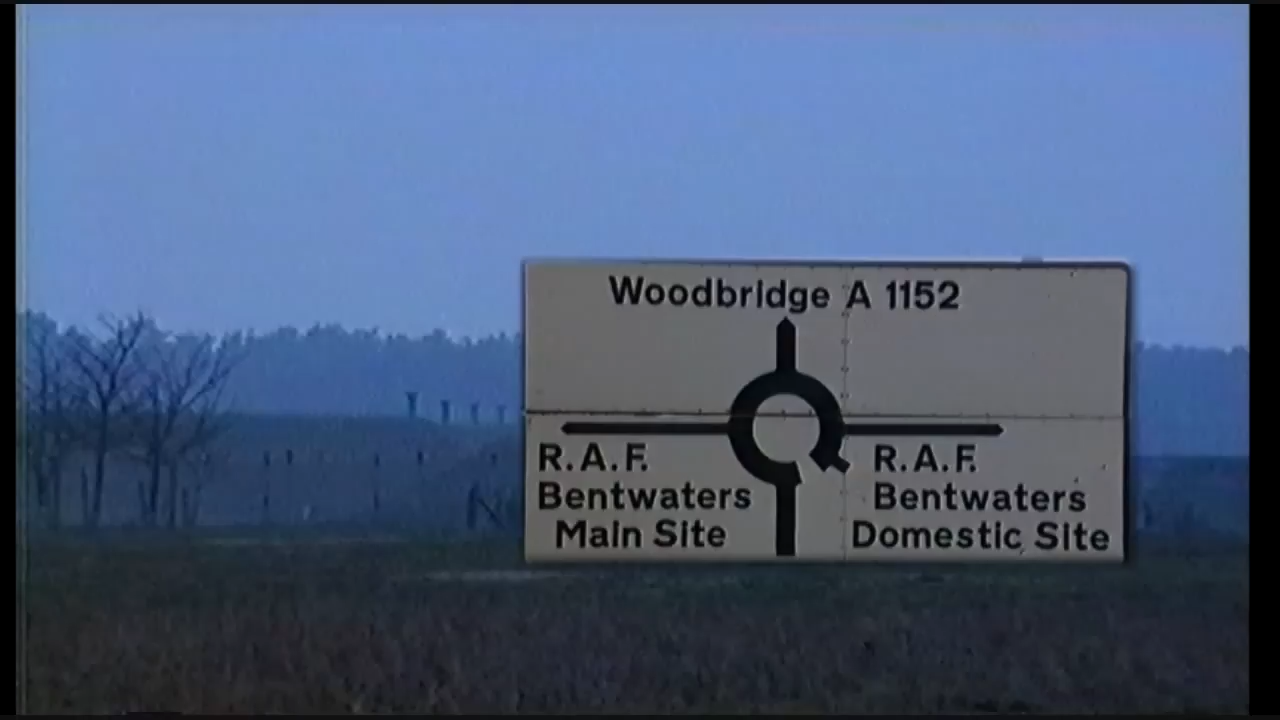 Woodbridge A 1152
R.A.F.
Bentwaters
Main Site
R.A.F.
Bentwaters
Domestic Site